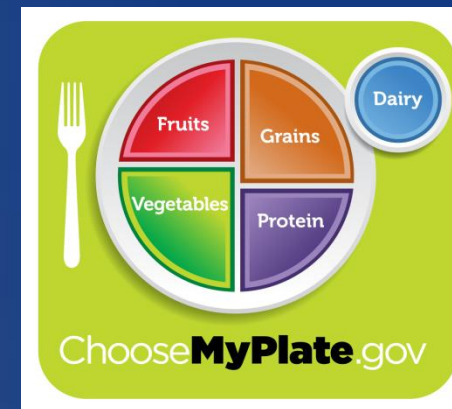 Dairy
Fruits
Grains
Vegetables
Protein
ChooseMyPlate.gov